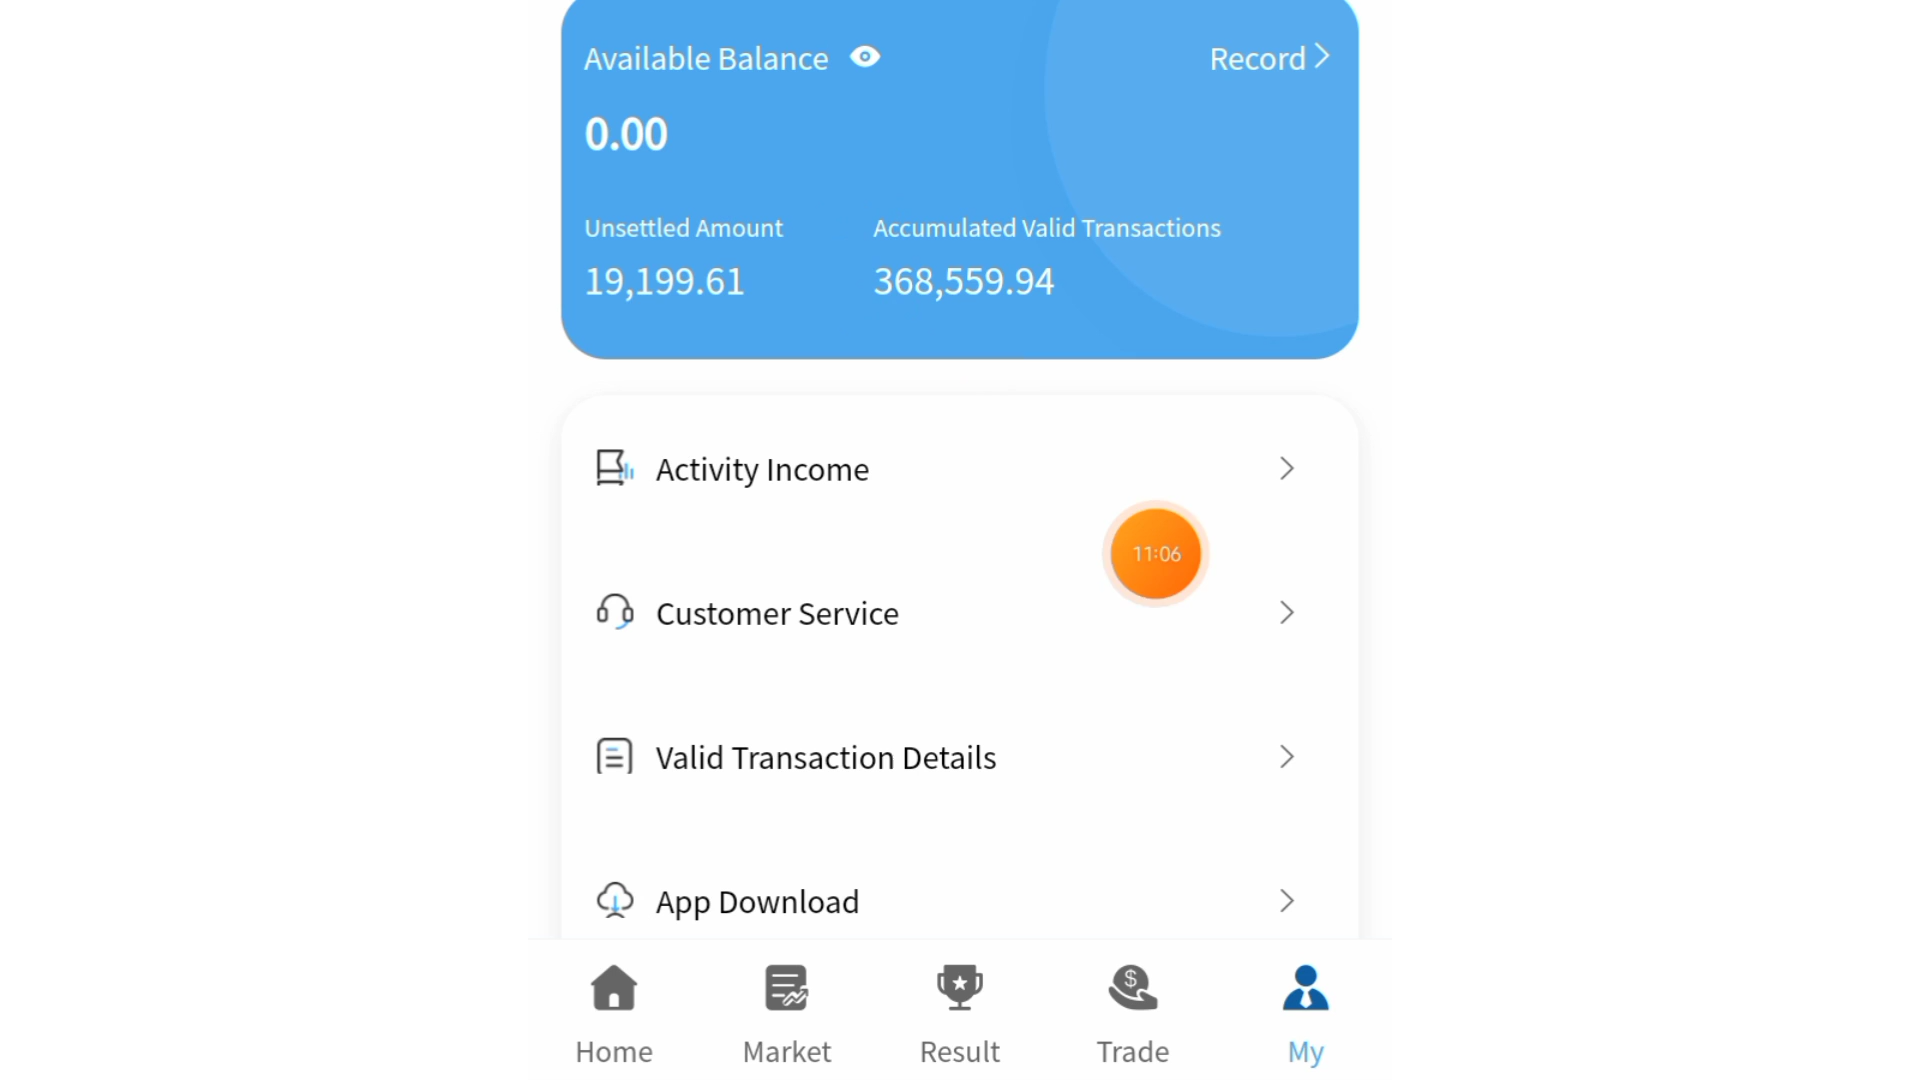 Available Balance
Record
0.00
Unsettled Amount
Accumulated Valid Transactions
19,199.61
368,559.94
Activity Income
11:06
Customer Service
Valid Transaction Details
App Download
Home
Market
Result
Trade
My